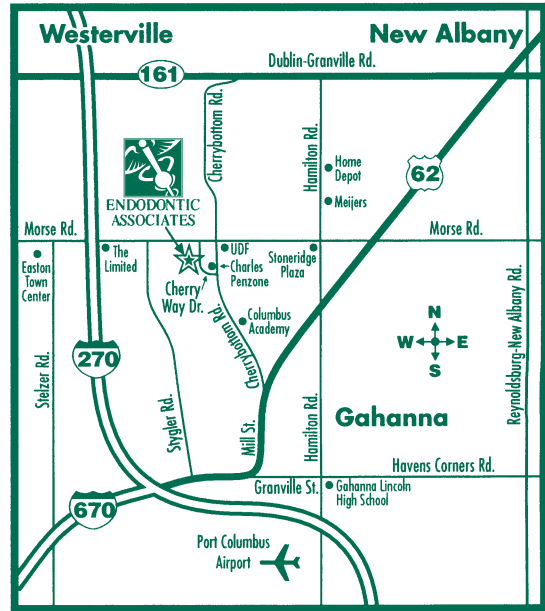 Westerville
New Albany
Dublin-Granville Rd.
161
Cherrybottom Rd.
Hamilton Rd.
Home
Depot
Meijers
62
ENDODONTIC
ASSOCIATES
Morse Rd.
Morse Rd.
Easton
Town
Center
The
Limited
UDF
Charles
Penzone
Stoneridge
Plaza
Cherry
Way Dr.
Cherrybottom Rd.
Columbus
Academy
Reynoldsburg-New Albany Rd.
N
W
E
S
270
Stelzer Rd.
Stygler Rd.
Mill St.
Hamilton Rd.
Gahanna
Havens Corners Rd.
Granville St.
Gahanna Lincoln
High School
670
Port Columbus
Airport